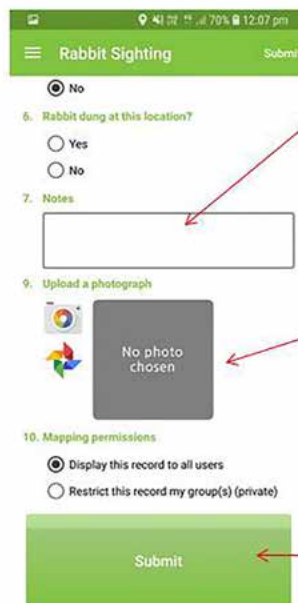 70% 12:07 pm
Rabbit Sighting Submit
No
6. Rabbit dung at this location?
Yes
No
7. Notes
9. Upload a photograph
No photo
chosen
10. Mapping permissions
Display this record to all users
Restrict this record my group(s) (private)
Submit